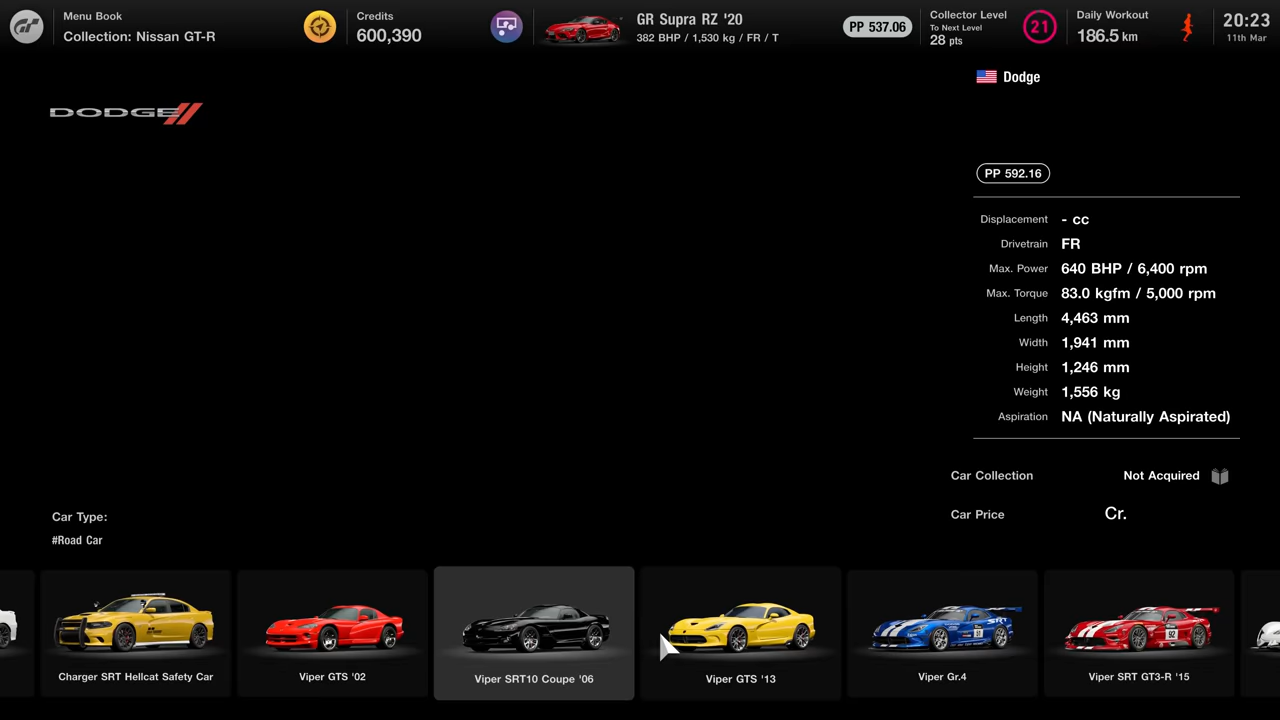 Menu Book
Collection: Nissan GT-R
Credits
600,390
GR Supra RZ '20
382 BHP / 1,530 kg / FR / T
PP 537.06
Collector Level
To Next Level
28 pts
21
Daily Workout
186.5 km
20:23
11th Mar
DODGE
Dodge
PP 592.16
Displacement - cc
Drivetrain FR
Max. Power 640 BHP / 6,400 rpm
Max. Torque 83.0 kgfm / 5,000 rpm
Length 4,463 mm
Width 1,941 mm
Height 1,246 mm
Weight 1,556 kg
Aspiration NA (Naturally Aspirated)
Car Collection Not Acquired
Car Price Cr.
Car Type:
#Road Car
Charger SRT Hellcat Safety Car
Viper GTS '02
Viper SRT10 Coupe '06
Viper GTS '13
Viper Gr.4
Viper SRT GT3-R '15